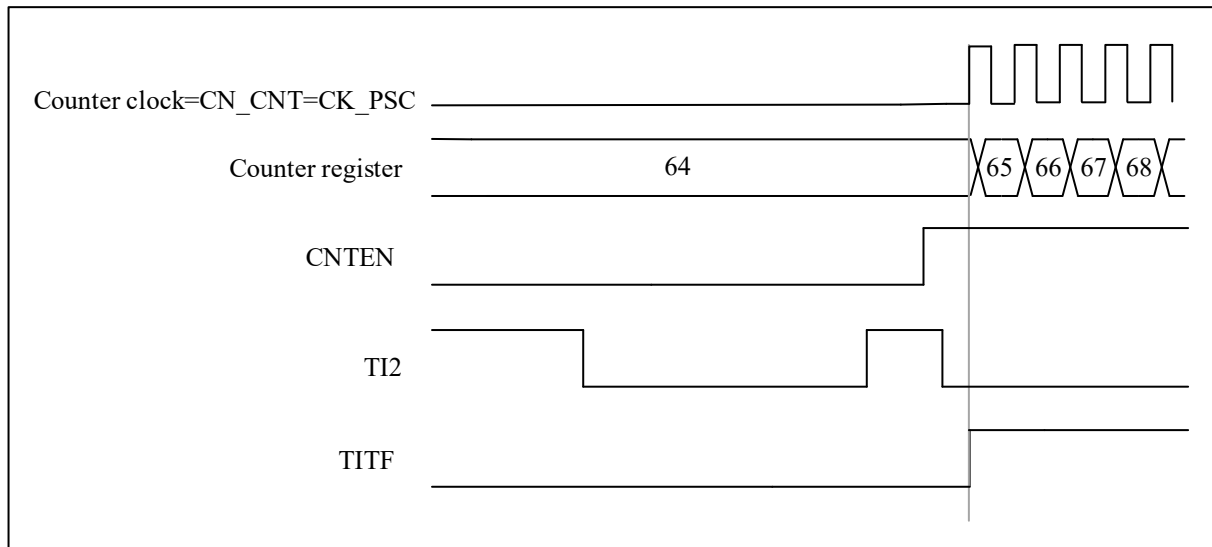 Counter clock=CN_CNT=CK_PSC
Counter register 64 65 66 67 68
CNTEN
TI2
TITF